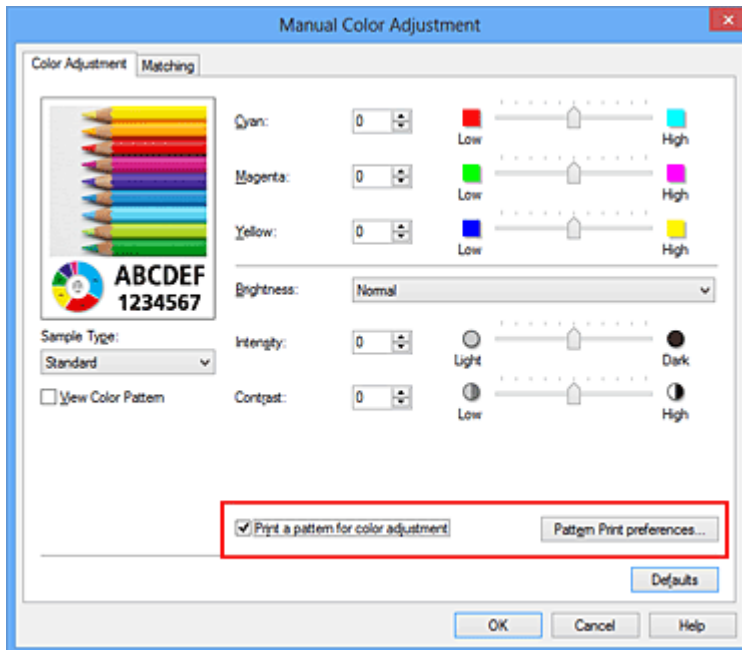 Manual Color Adjustment
Color Adjustment Matching
Cyan: 0 Low High
Magenta: 0 Low High
Yellow: 0 Low High
ABCDEF
1234567
Brightness: Normal
Sample Type:
Standard
Intensity: 0 Light Dark
View Color Pattern
Contrast: 0 Low High
Print a pattern for color adjustment Pattern Print preferences...
Defaults
OK Cancel Help